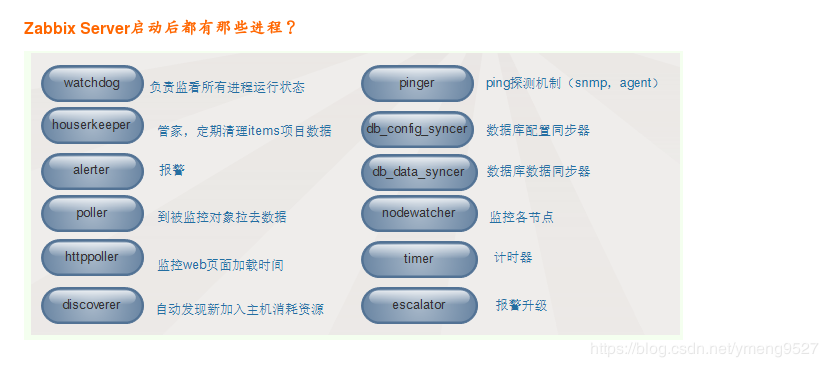 Zabbix Server启动后都有那些进程？
watchdog 负责监看所有进程运行状态
houserkeeper 管家，定期清理items项目数据
alerter 报警
poller 到被监控对象拉去数据
httppoller 监控web页面加载时间
discoverer 自动发现新加入主机消耗资源
pinger ping探测机制（snmp，agent）
db_config_syncer 数据库配置同步器
db_data_syncer 数据库数据同步器
nodewatcher 监控各节点
timer 计时器
escalator 报警升级
https://blog.csdn.net/ymeng9527